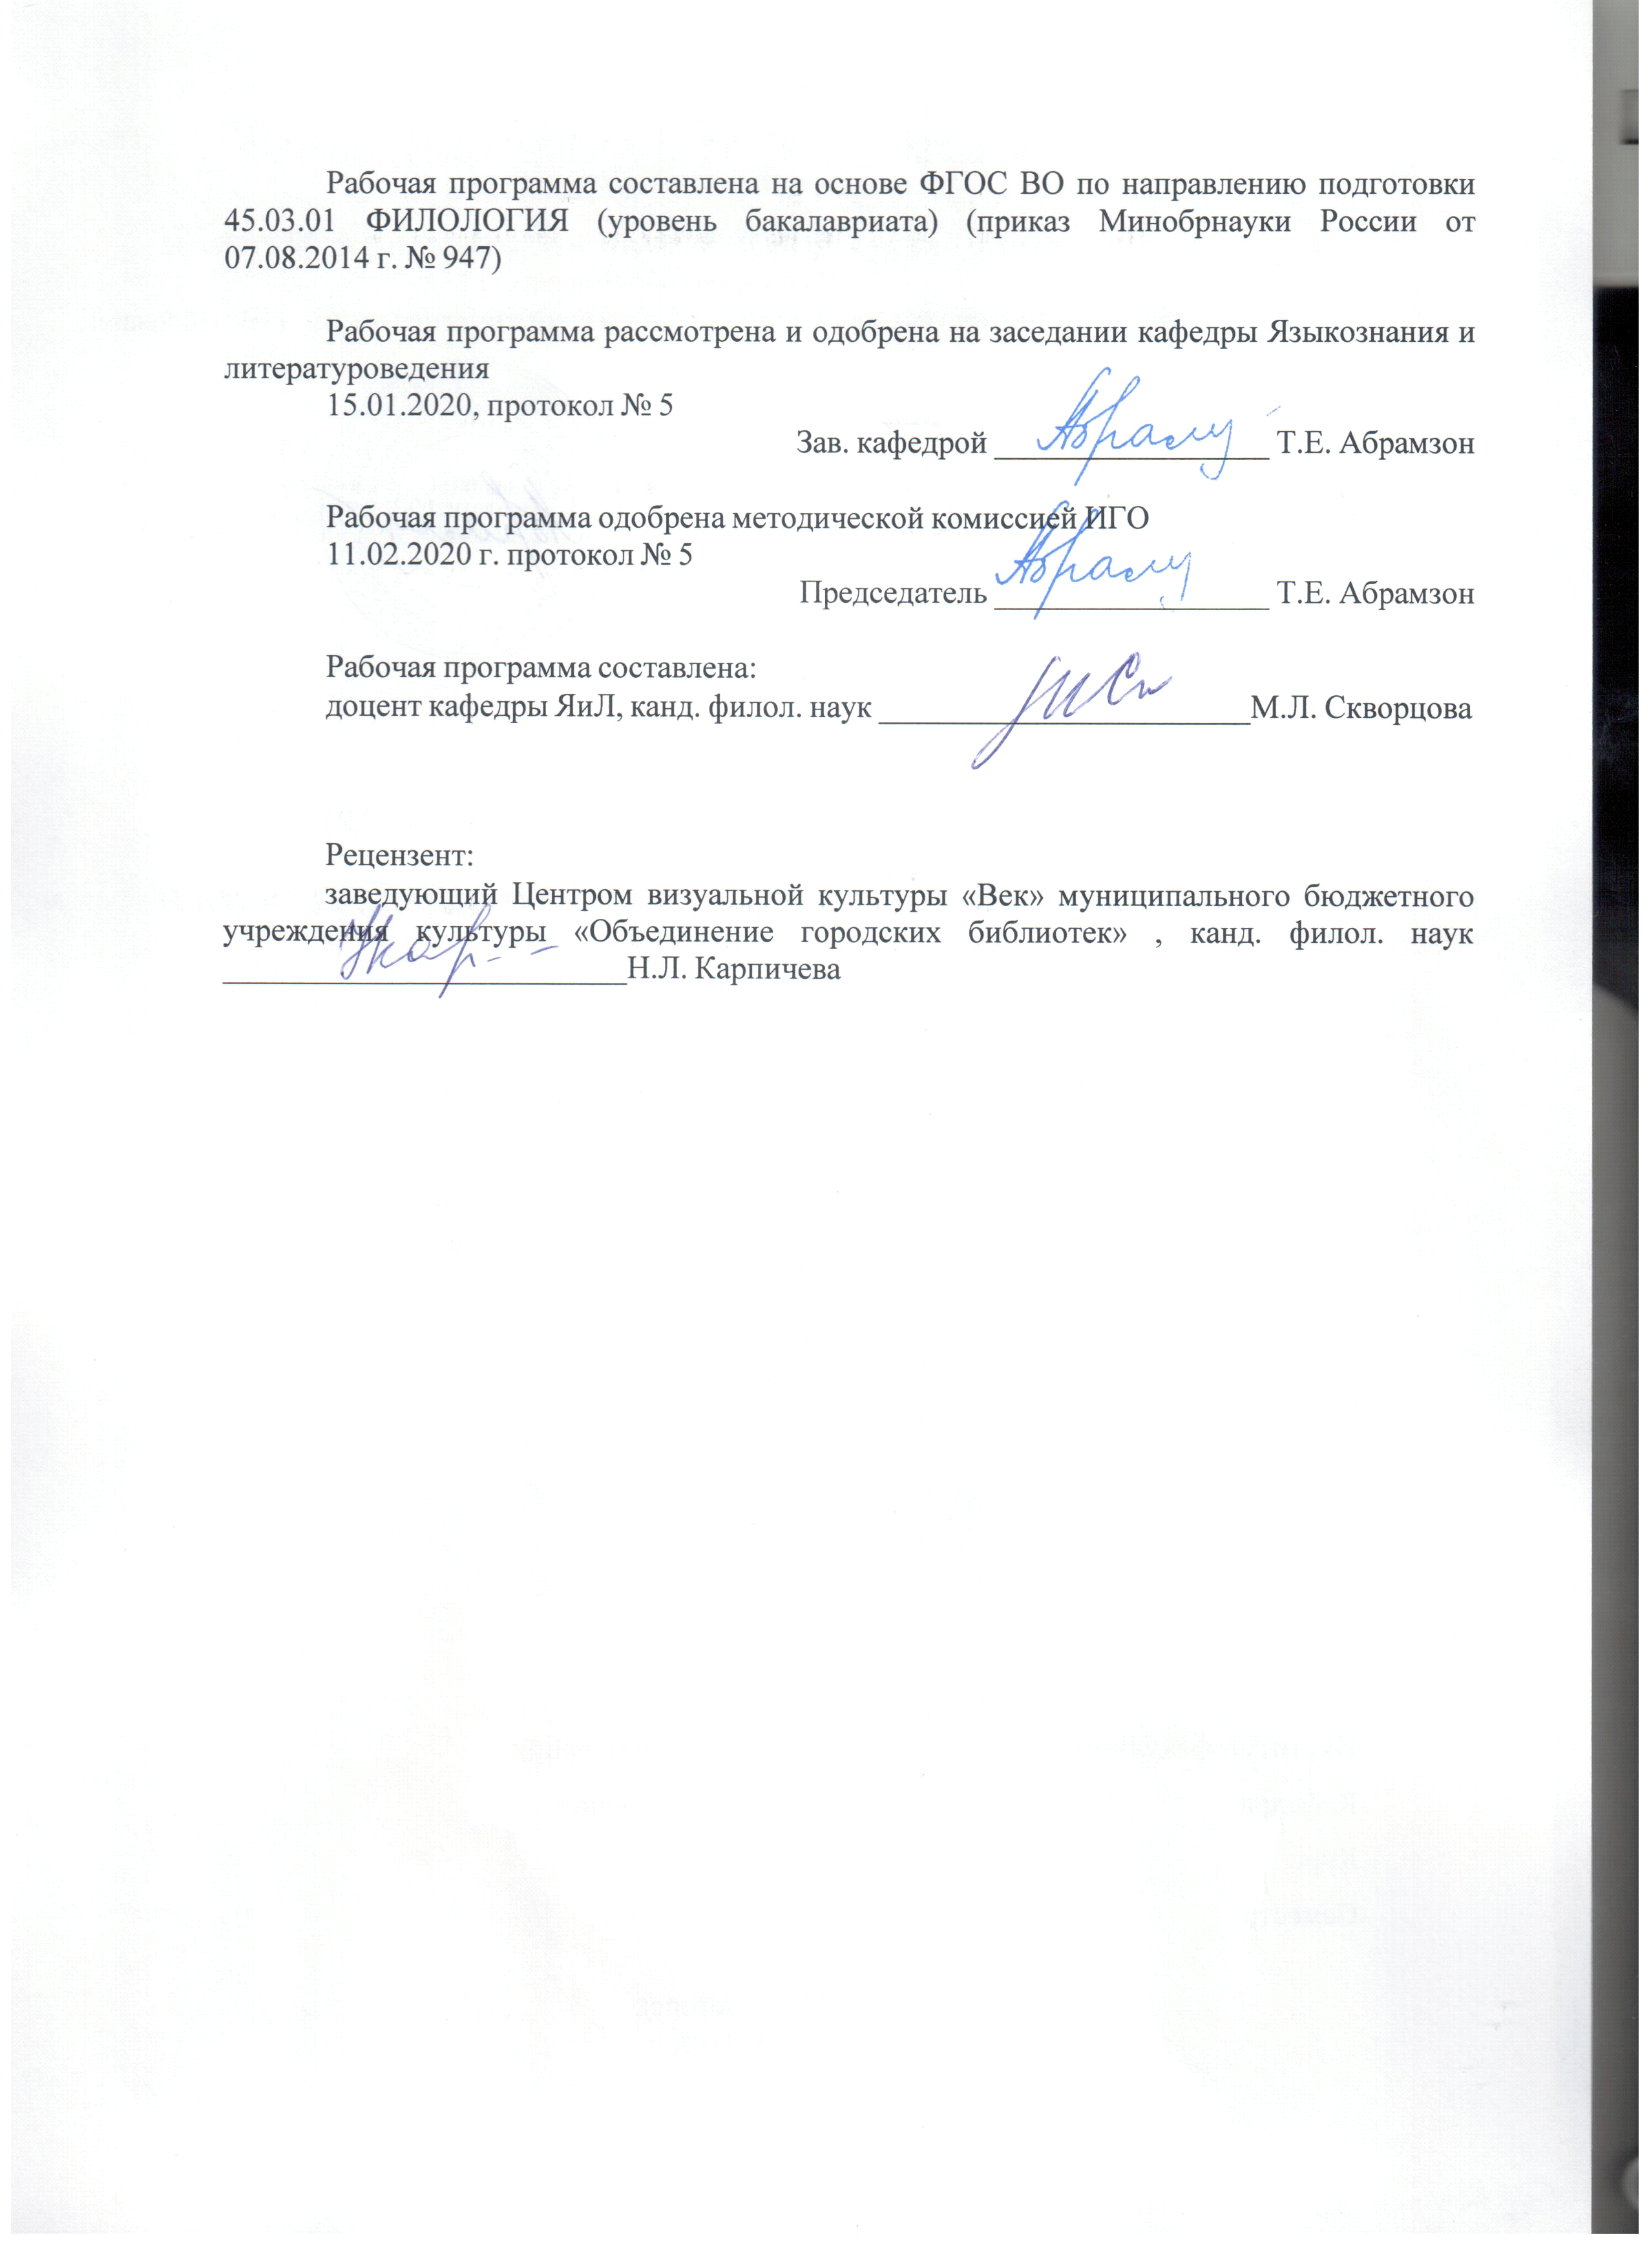 Рабочая программа составлена на основе ФГОС ВО по направлению подготовки
45.03.01 ФИЛОЛОГИЯ (уровень бакалавриата) (приказ Минобрнауки России от
07.08.2014 г. № 947)
Рабочая программа рассмотрена и одобрена на заседании кафедры Языкознания и
литературоведения
15.01.2020, протокол № 5
Зав. кафедрой ________________ Т.Е. Абрамзон
Рабочая программа одобрена методической комиссией ИГО
11.02.2020 г. протокол № 5
Председатель ________________ Т.Е. Абрамзон
Рабочая программа составлена:
доцент кафедры ЯиЛ, канд. филол. наук ______________________М.Л. Скворцова
Рецензент:
заведующий Центром визуальной культуры «Век» муниципального бюджетного
учреждения культуры «Объединение городских библиотек» , канд. филол. наук
________________________Н.Л. Карпичева